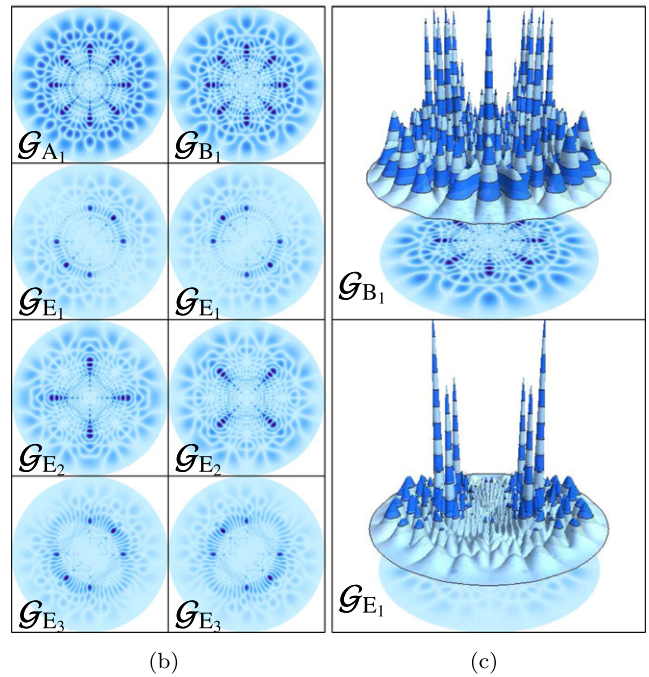 𝓖A₁ 𝓖B₁
𝓖E₁ 𝓖E₁
𝓖B₁
𝓖E₂ 𝓖E₂
𝓖E₃ 𝓖E₃
𝓖E₁
(b) (c)